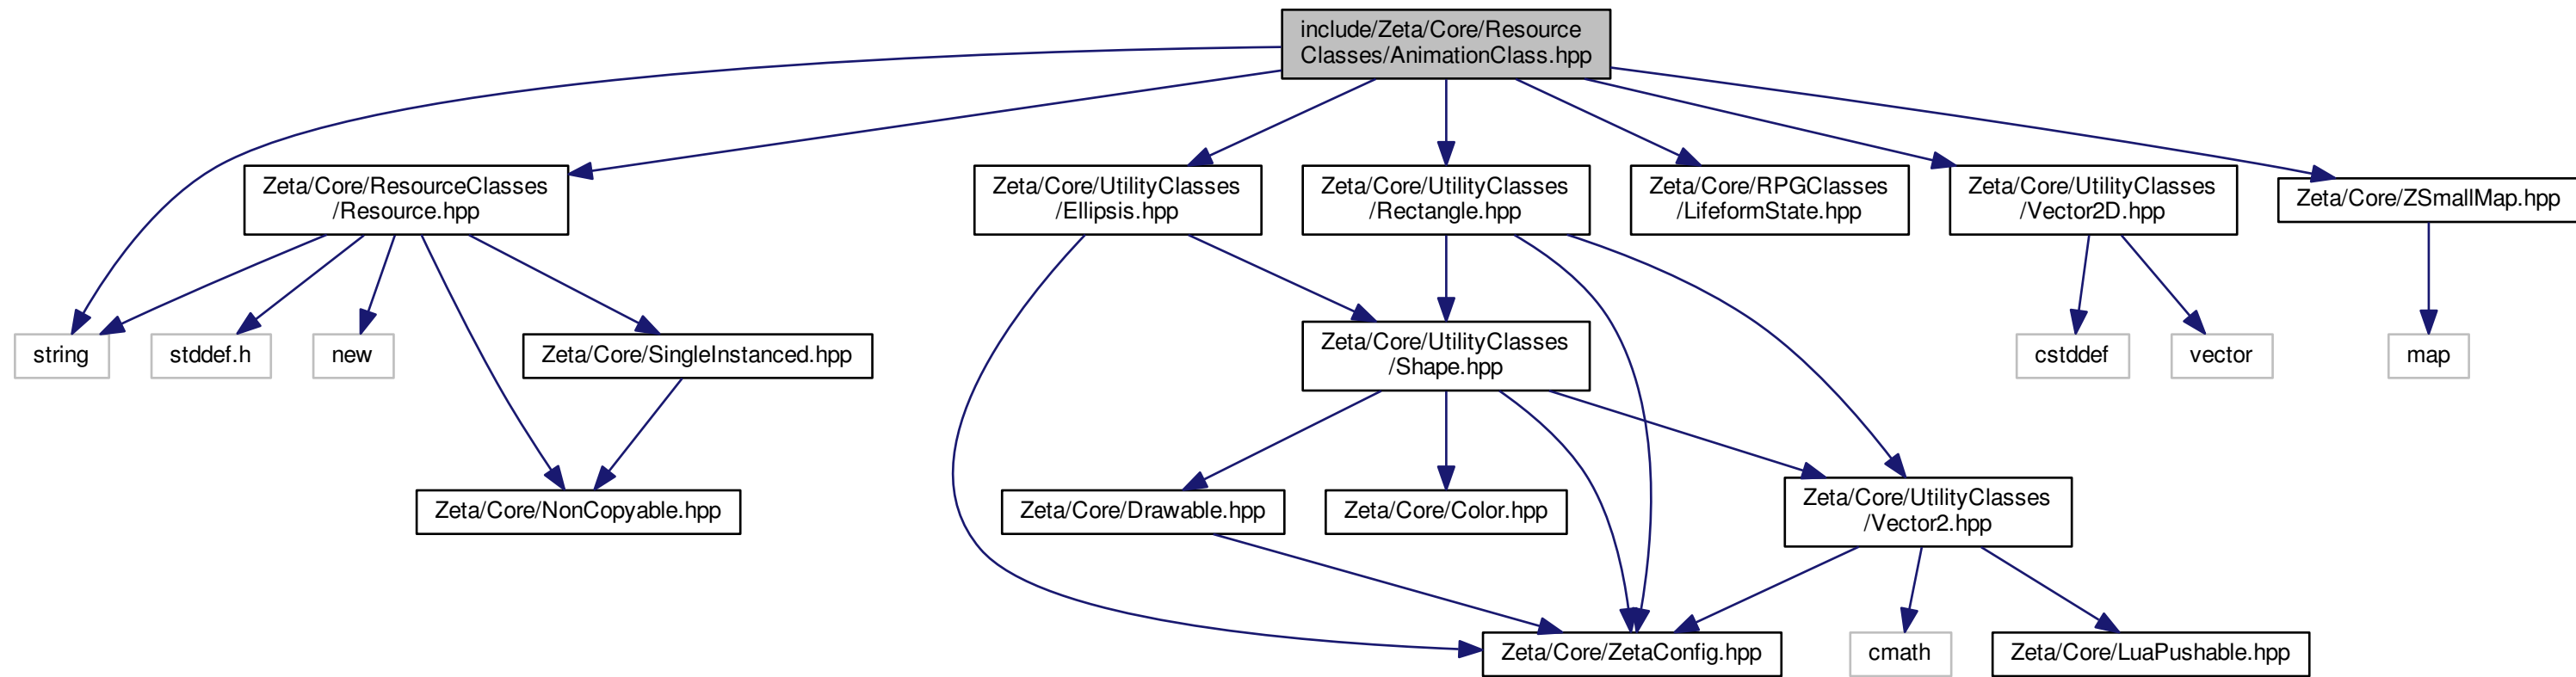 include/Zeta/Core/Resource
Classes/AnimationClass.hpp
Zeta/Core/ResourceClasses
/Resource.hpp
Zeta/Core/UtilityClasses
/Ellipsis.hpp
Zeta/Core/UtilityClasses
/Rectangle.hpp
Zeta/Core/RPGClasses
/LifeformState.hpp
Zeta/Core/UtilityClasses
/Vector2D.hpp
Zeta/Core/ZSmallMap.hpp
string
stddef.h
new
Zeta/Core/SingleInstanced.hpp
Zeta/Core/UtilityClasses
/Shape.hpp
cstddef
vector
map
Zeta/Core/NonCopyable.hpp
Zeta/Core/Drawable.hpp
Zeta/Core/Color.hpp
Zeta/Core/UtilityClasses
/Vector2.hpp
Zeta/Core/ZetaConfig.hpp
cmath
Zeta/Core/LuaPushable.hpp